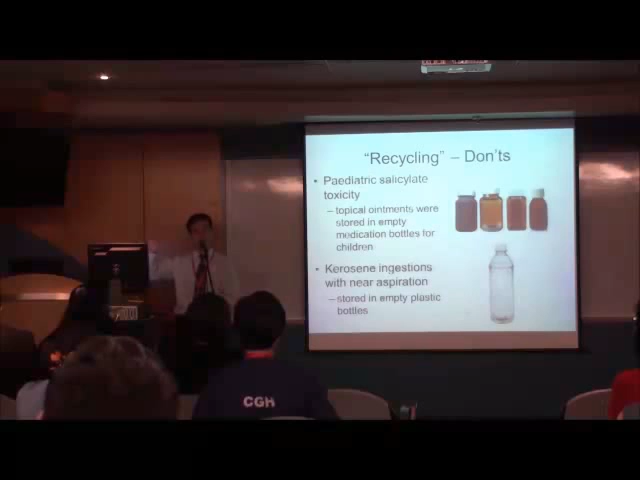 "Recycling" – Don'ts
• Paediatric salicylate
toxicity
– topical ointments were
stored in empty
medication bottles for
children
• Kerosene ingestions
with near aspiration
– stored in empty plastic
bottles
CGH